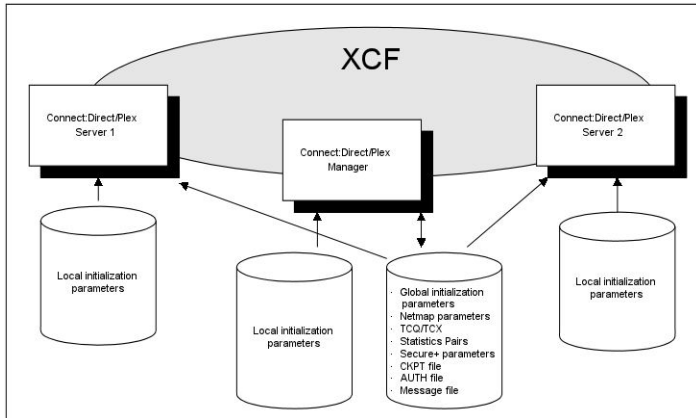 XCF
Connect:Direct/Plex
Server 1
Connect:Direct/Plex
Server 2
Connect:Direct/Plex
Manager
Local initialization
parameters
Local initialization
parameters
· Global initialization
parameters
· Netmap parameters
· TCQ/TCX
· Statistics Pairs
· Secure+ parameters
· CKPT file
· AUTH file
· Message file
Local initialization
parameters